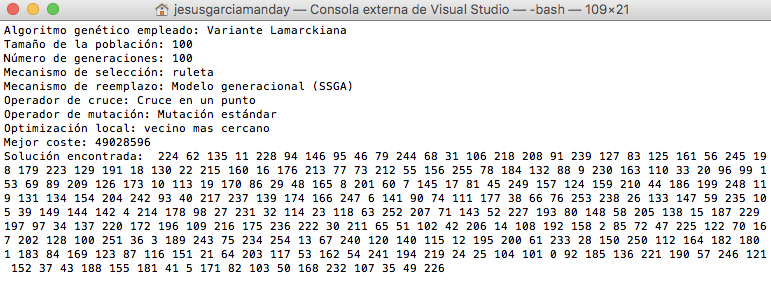 jesusgarciamanday — Consola externa de Visual Studio — -bash — 109×21
Algoritmo genético empleado: Variante Lamarckiana
Tamaño de la población: 100
Número de generaciones: 100
Mecanismo de selección: ruleta
Mecanismo de reemplazo: Modelo generacional (SSGA)
Operador de cruce: Cruce en un punto
Operador de mutación: Mutación estándar
Optimización local: vecino mas cercano
Mejor coste: 49028596
Solución encontrada:  224 62 135 11 228 94 146 95 46 79 244 68 31 106 218 208 91 239 127 83 125 161 56 245 19
8 179 223 129 191 18 130 22 215 160 16 176 213 77 73 212 55 156 255 78 184 132 88 9 230 163 110 33 20 96 99 1
53 69 89 209 126 173 10 113 19 170 86 29 48 165 8 201 60 7 145 17 81 45 249 157 124 159 210 44 186 199 248 11
9 131 134 154 204 242 93 40 217 237 139 174 166 247 6 141 90 74 111 177 38 66 76 253 238 26 133 147 59 235 10
5 39 149 144 142 4 214 178 98 27 231 32 114 23 118 63 252 207 71 143 52 227 193 80 148 58 205 138 15 187 229
197 97 34 137 220 172 196 109 216 175 236 222 30 211 65 51 102 42 206 14 108 192 158 2 85 72 47 225 122 70 16
7 202 128 100 251 36 3 189 243 75 234 254 13 67 240 120 140 115 12 195 200 61 233 28 150 250 112 164 182 180
1 183 84 169 123 87 116 151 21 64 203 117 53 162 54 241 194 219 24 25 104 101 0 92 185 136 221 190 57 246 121
152 37 43 188 155 181 41 5 171 82 103 50 168 232 107 35 49 226